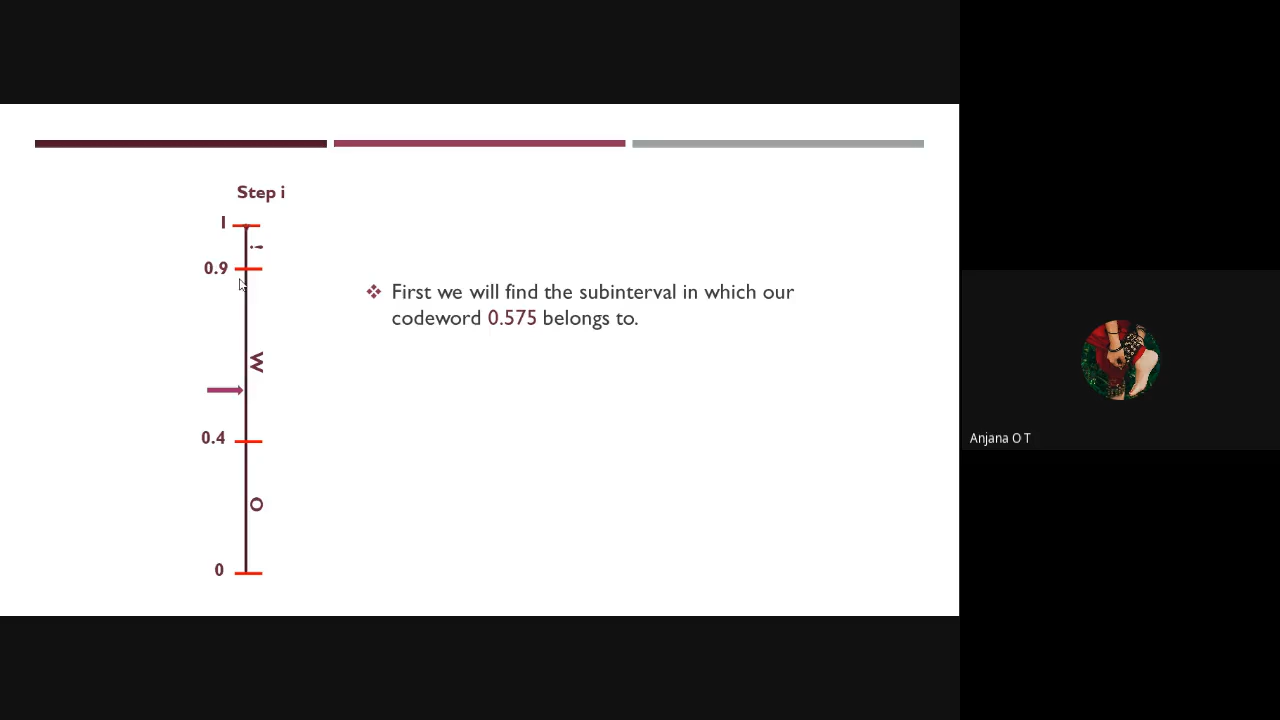 Step i
1
!
0.9
First we will find the subinterval in which our
codeword 0.575 belongs to.
W
0.4
O
0
Anjana O T